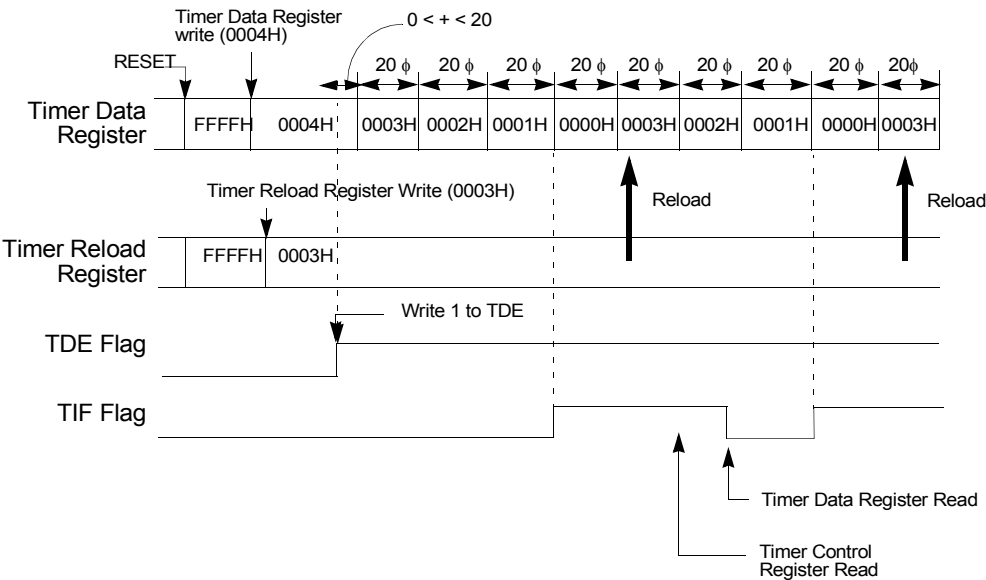 Timer Data Register
write (0004H)
0 < + < 20
RESET
20 ϕ 20 ϕ 20 ϕ 20 ϕ 20 ϕ 20 ϕ 20 ϕ 20 ϕ 20ϕ
Timer Data
Register
FFFFH 0004H 0003H 0002H 0001H 0000H 0003H 0002H 0001H 0000H 0003H
Timer Reload Register Write (0003H)
Reload
Reload
Timer Reload
Register
FFFFH 0003H
Write 1 to TDE
TDE Flag
TIF Flag
Timer Data Register Read
Timer Control
Register Read